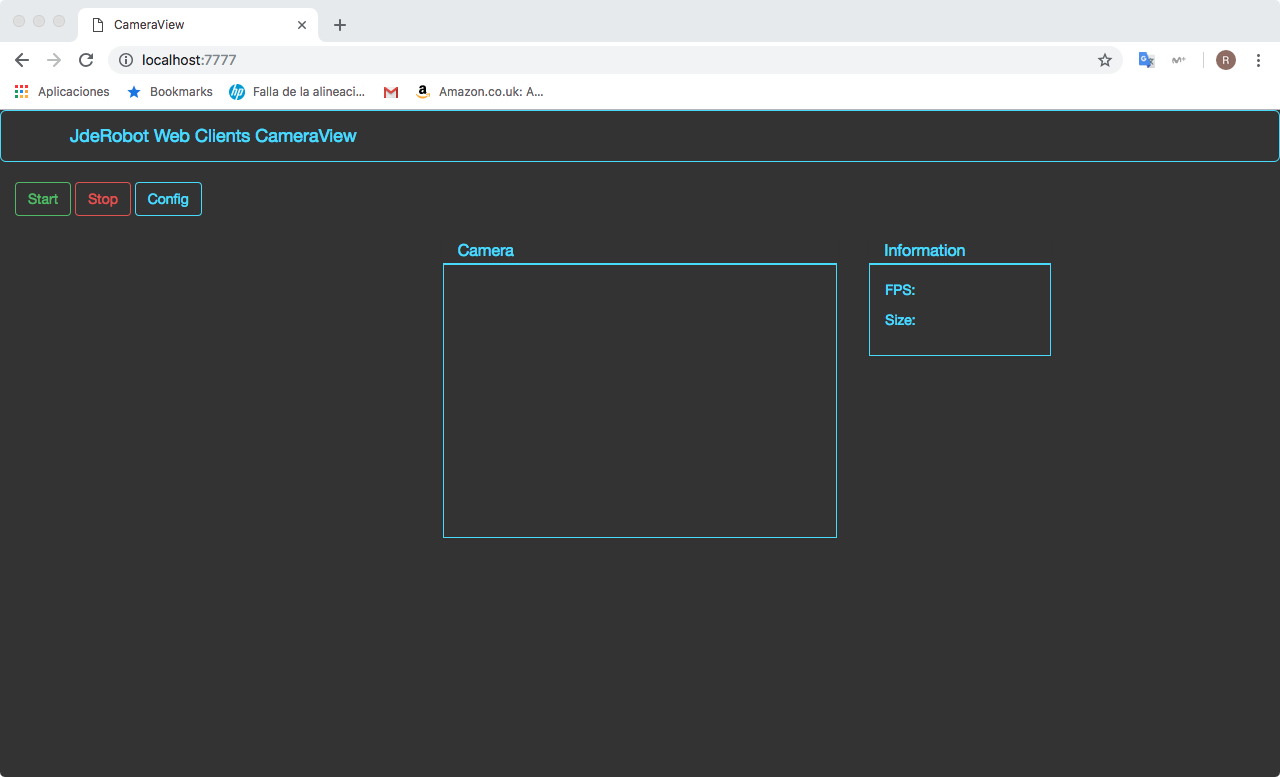 CameraView
localhost:7777
R
Aplicaciones Bookmarks Falla de la alineaci... Amazon.co.uk: A...
JdeRobot Web Clients CameraView
Start Stop Config
Camera Information
FPS:
Size: